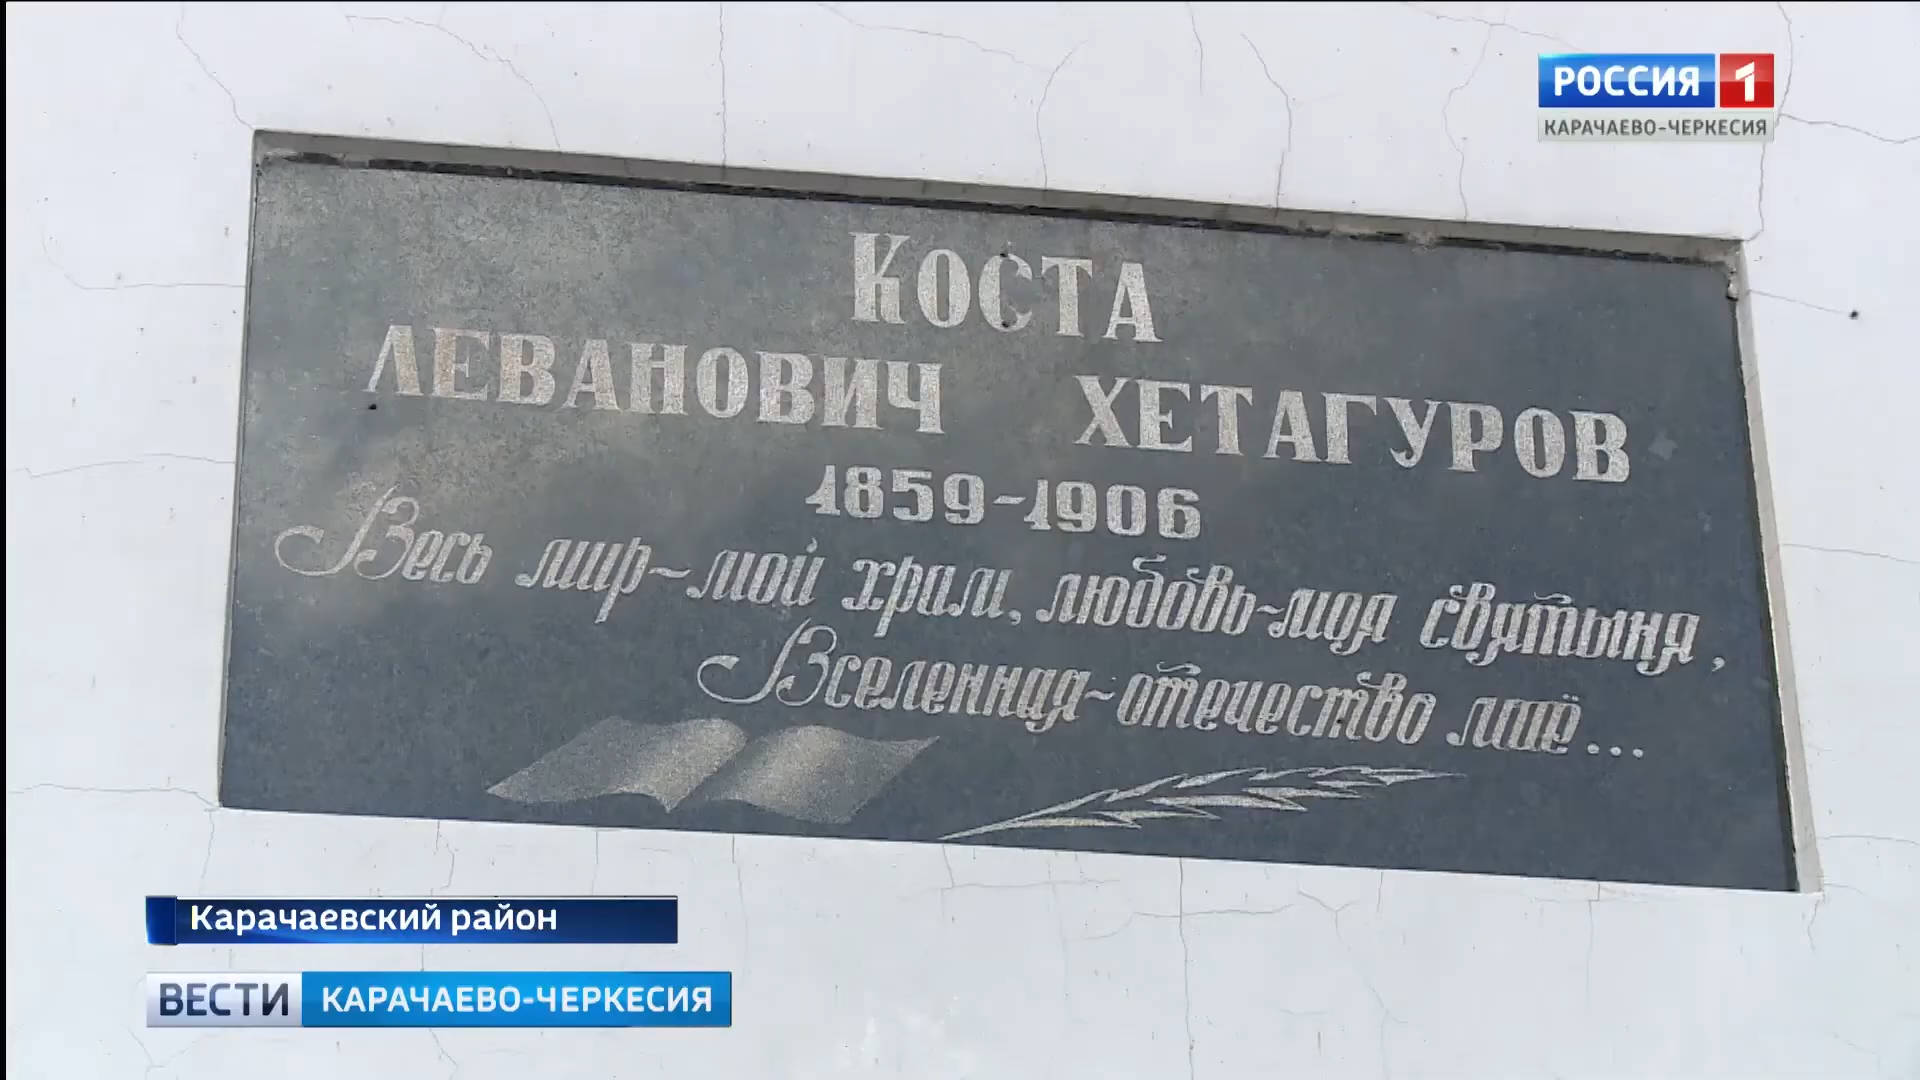 РОССИЯ 1
КАРАЧАЕВО-ЧЕРКЕСИЯ
КОСТА
ЛЕВАНОВИЧ ХЕТАГУРОВ
1859-1906
Весь мир-мой храм, любовь-моя святыня,
Вселенная-отечество моё...
Карачаевский район
ВЕСТИ КАРАЧАЕВО-ЧЕРКЕСИЯ